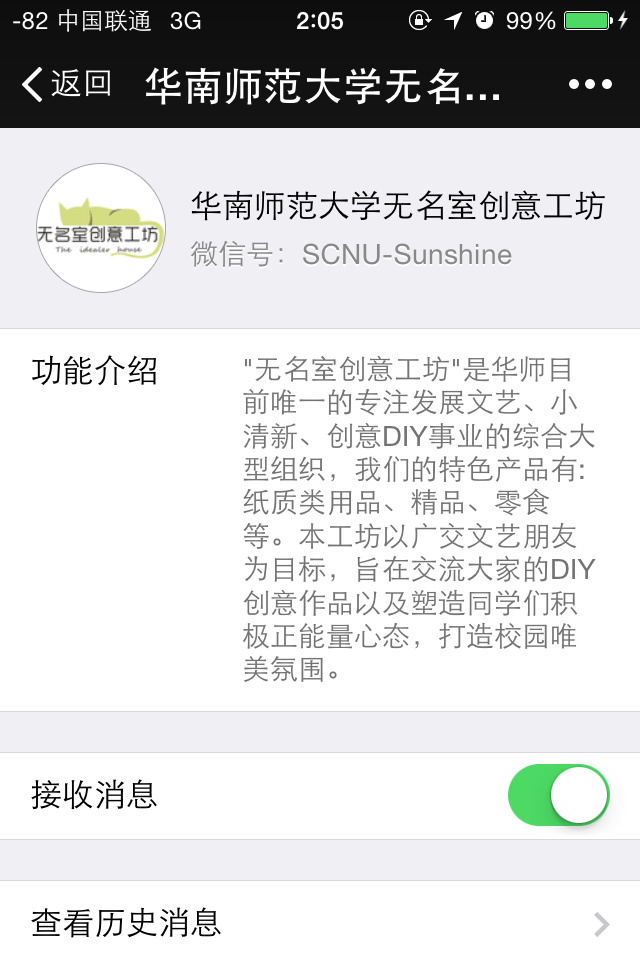 -82 中国联通 3G 2:05 99%
返回 华南师范大学无名...
无名室创意工坊
The idealer house
华南师范大学无名室创意工坊
微信号：SCNU-Sunshine
功能介绍
"无名室创意工坊"是华师目
前唯一的专注发展文艺、小
清新、创意DIY事业的综合大
型组织，我们的特色产品有:
纸质类用品、精品、零食
等。本工坊以广交文艺朋友
为目标，旨在交流大家的DIY
创意作品以及塑造同学们积
极正能量心态，打造校园唯
美氛围。
接收消息
查看历史消息